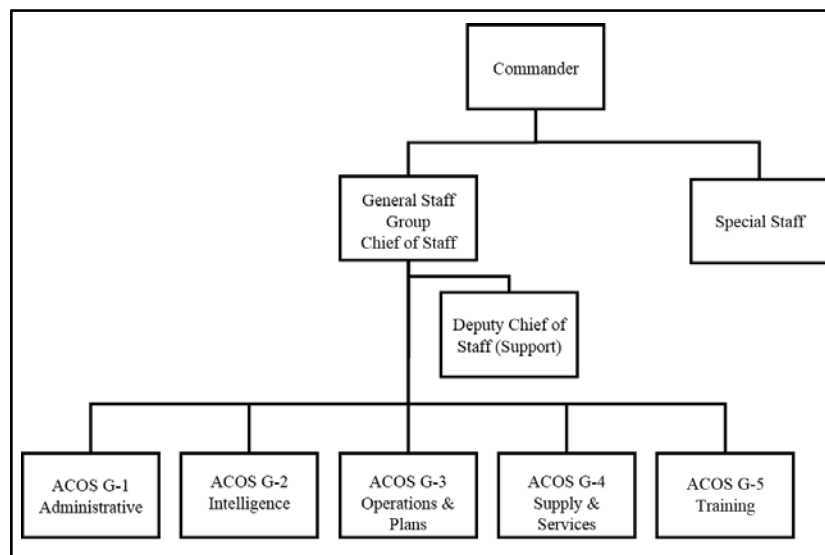 Commander
General Staff
Group
Chief of Staff
Special Staff
Deputy Chief of
Staff (Support)
ACOS G-1
Administrative
ACOS G-2
Intelligence
ACOS G-3
Operations &
Plans
ACOS G-4
Supply &
Services
ACOS G-5
Training